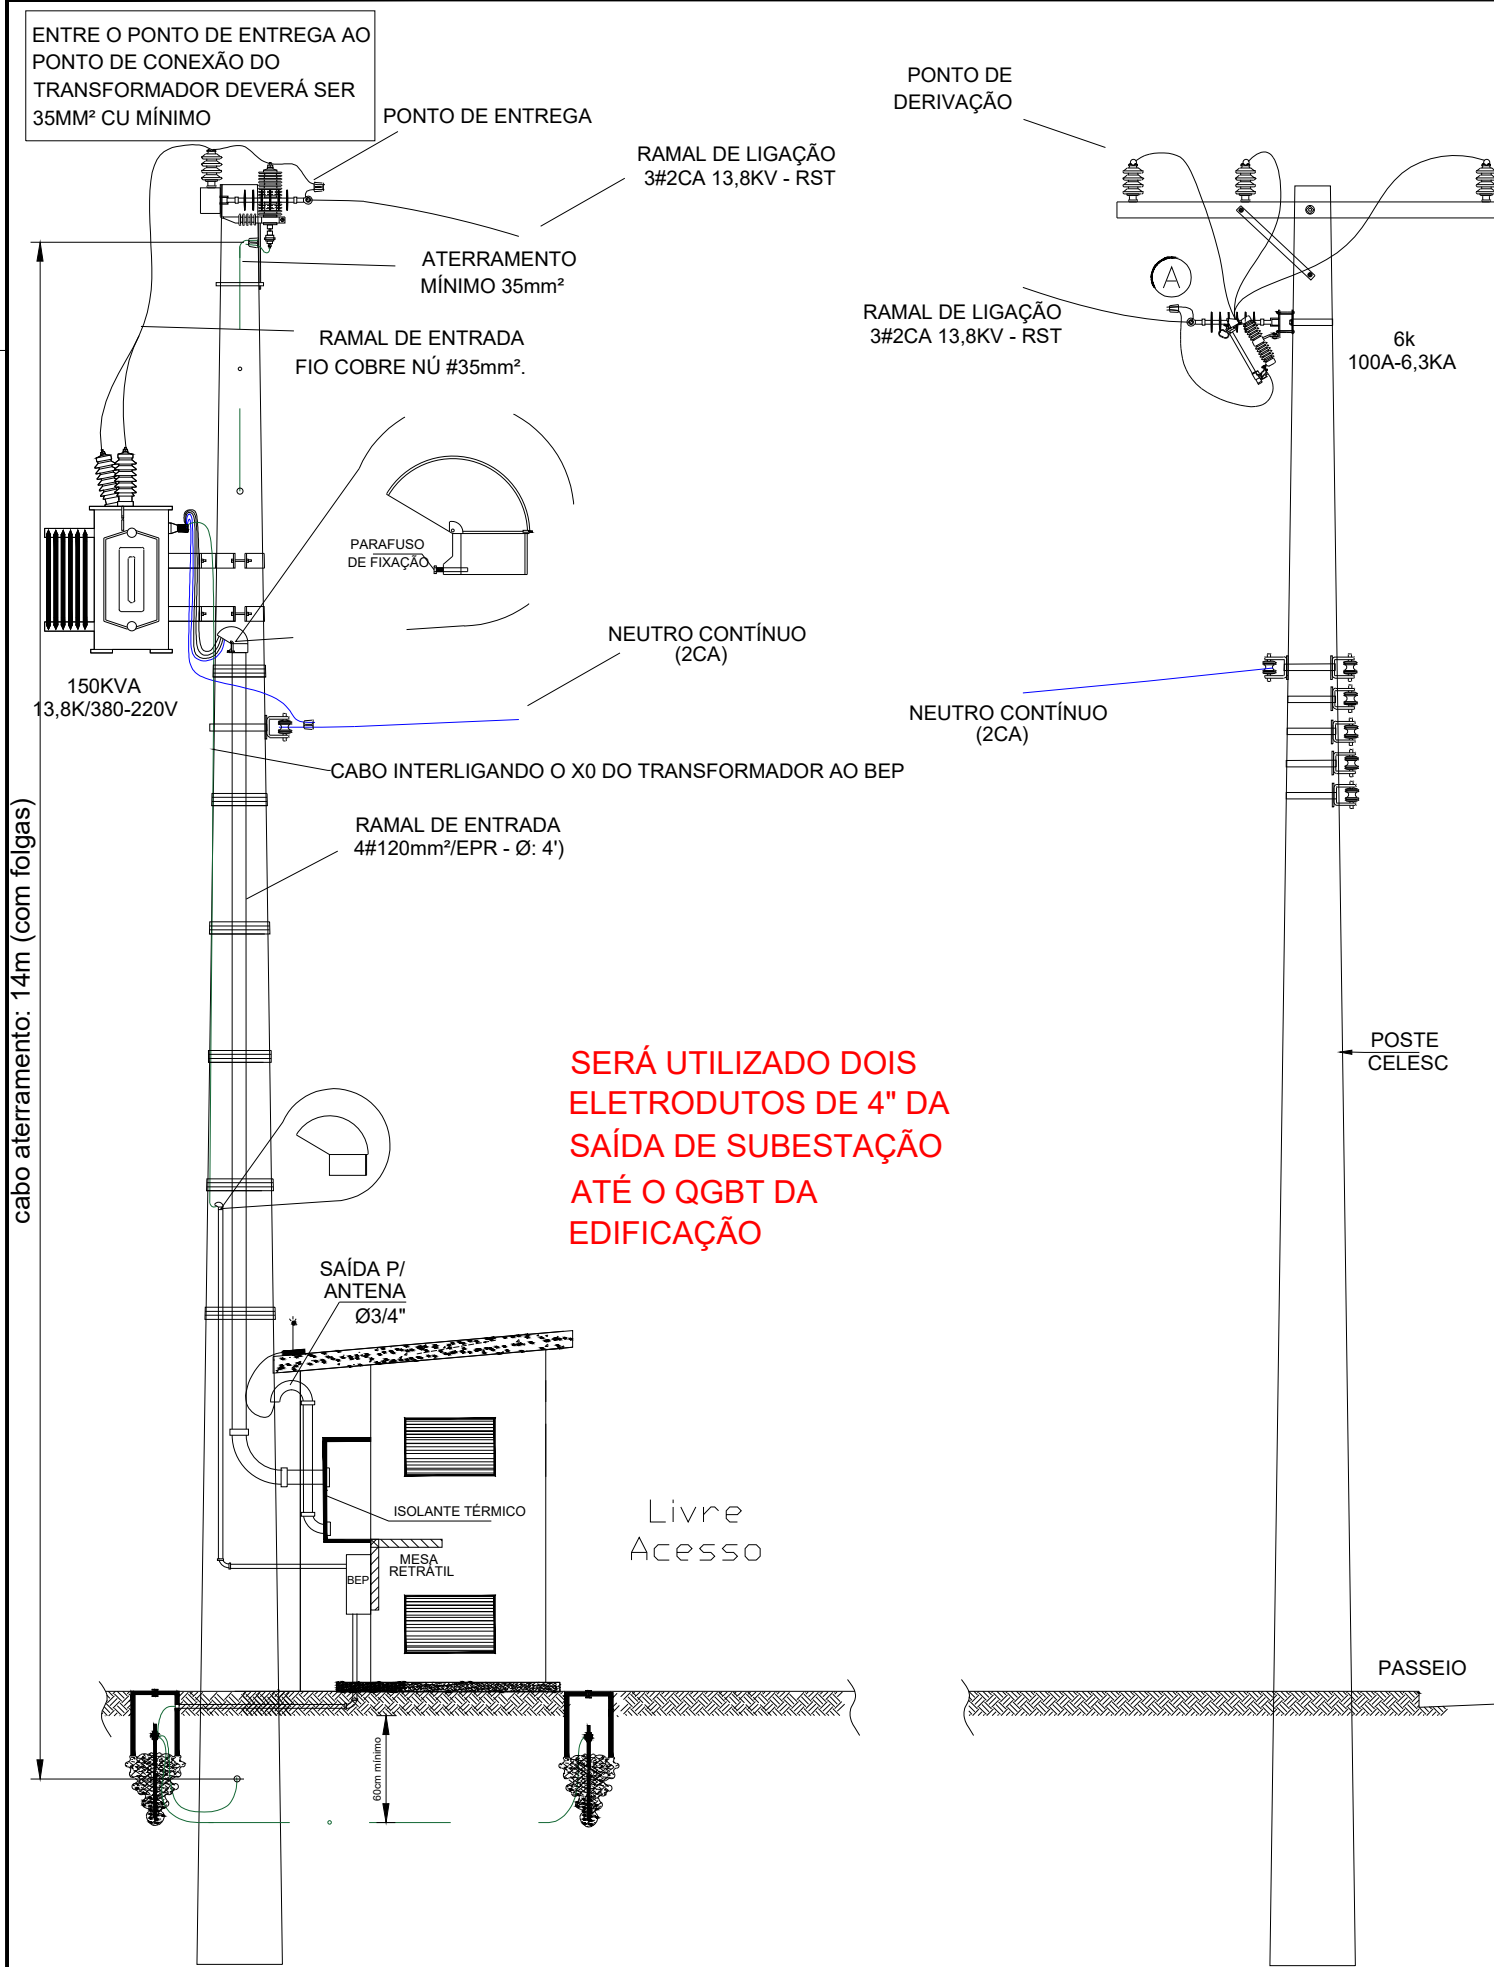 ENTRE O PONTO DE ENTREGA AO
PONTO DE CONEXÃO DO
TRANSFORMADOR DEVERÁ SER
35MM² CU MÍNIMO
PONTO DE ENTREGA
RAMAL DE LIGAÇÃO
3#2CA 13,8KV - RST
PONTO DE
DERIVAÇÃO
ATERRAMENTO
MÍNIMO 35mm²
A
RAMAL DE LIGAÇÃO
3#2CA 13,8KV - RST
6k
100A-6,3KA
RAMAL DE ENTRADA
FIO COBRE NÚ #35mm².
PARAFUSO
DE FIXAÇÃO
NEUTRO CONTÍNUO
(2CA)
150KVA
13,8K/380-220V
NEUTRO CONTÍNUO
(2CA)
CABO INTERLIGANDO O X0 DO TRANSFORMADOR AO BEP
RAMAL DE ENTRADA
4#120mm²/EPR - Ø: 4')
cabo aterramento: 14m (com folgas)
SERÁ UTILIZADO DOIS
ELETRODUTOS DE 4" DA
SAÍDA DE SUBESTAÇÃO
ATÉ O QGBT DA
EDIFICAÇÃO
POSTE
CELESC
SAÍDA P/
ANTENA
Ø3/4"
ISOLANTE TÉRMICO
Livre
Acesso
MESA
RETRÁTIL
BEP
PASSEIO
60cm mínimo